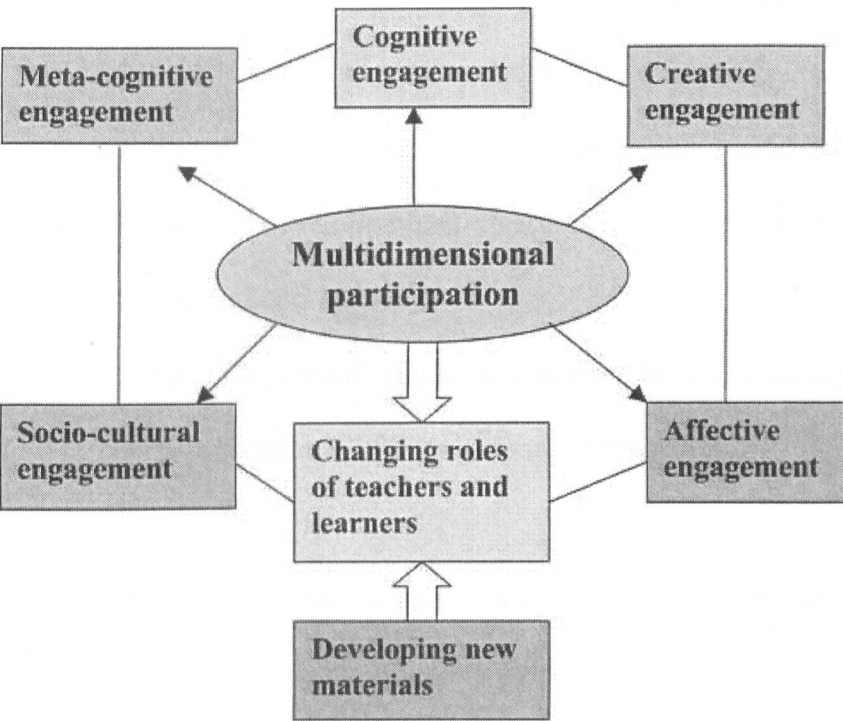 Cognitive
engagement
Meta-cognitive
engagement
Creative
engagement
Multidimensional
participation
Socio-cultural
engagement
Changing roles
of teachers and
learners
Affective
engagement
Developing new
materials